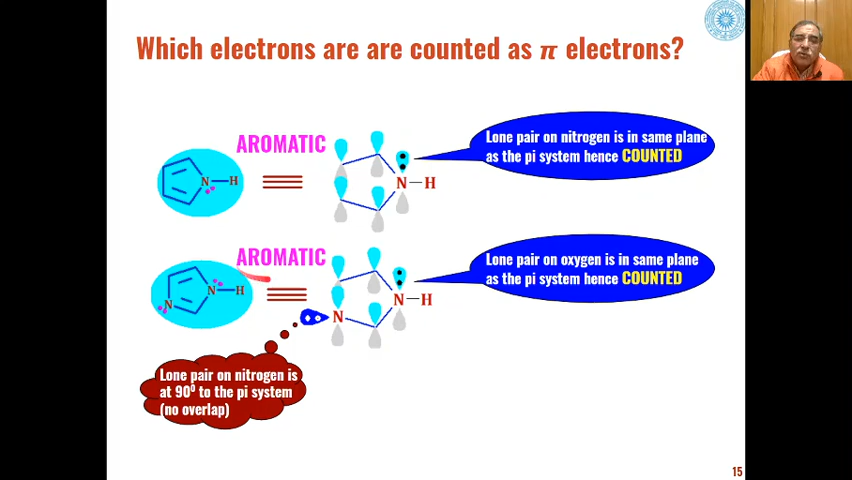 Which electrons are are counted as π electrons?
AROMATIC
Lone pair on nitrogen is in same plane
as the pi system hence COUNTED
N
H
N
H
AROMATIC
Lone pair on oxygen is in same plane
as the pi system hence COUNTED
N
H
N
N
H
N
Lone pair on nitrogen is
at 90⁰ to the pi system
(no overlap)
15